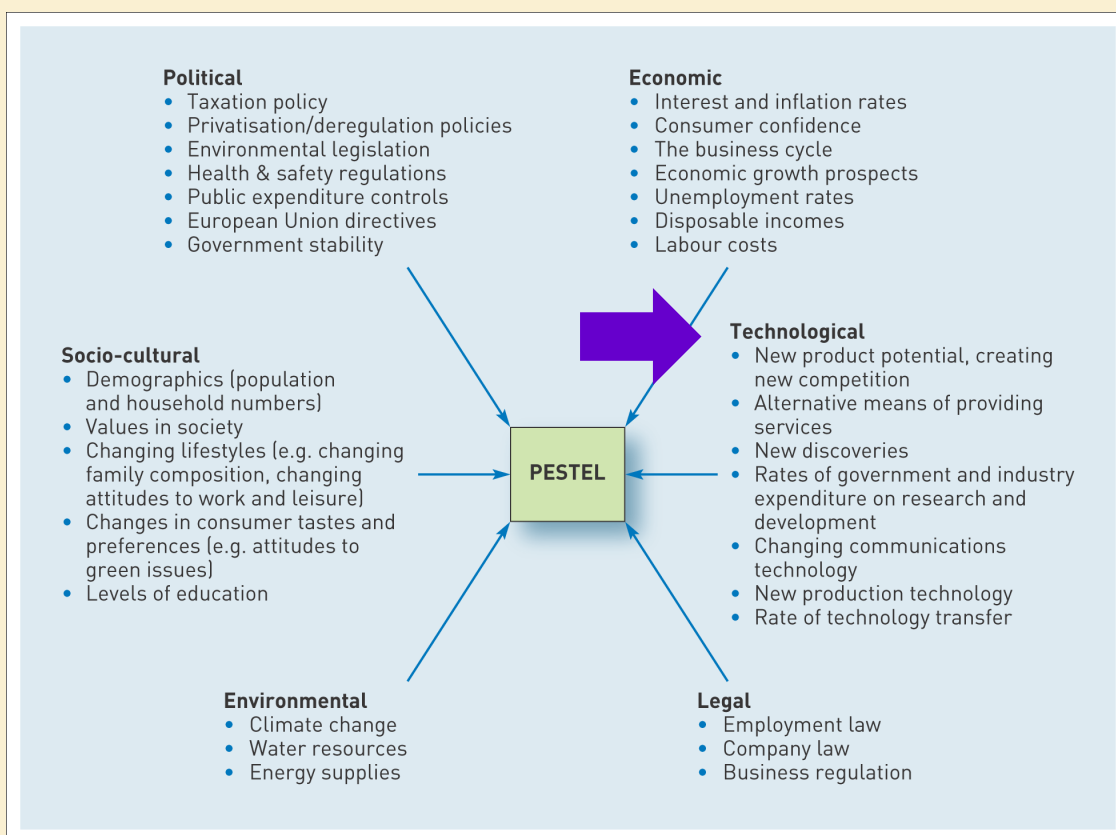 Political
• Taxation policy
• Privatisation/deregulation policies
• Environmental legislation
• Health & safety regulations
• Public expenditure controls
• European Union directives
• Government stability
Economic
• Interest and inflation rates
• Consumer confidence
• The business cycle
• Economic growth prospects
• Unemployment rates
• Disposable incomes
• Labour costs
Socio-cultural
• Demographics (population
and household numbers)
• Values in society
• Changing lifestyles (e.g. changing
family composition, changing
attitudes to work and leisure)
• Changes in consumer tastes and
preferences (e.g. attitudes to
green issues)
• Levels of education
PESTEL
Technological
• New product potential, creating
new competition
• Alternative means of providing
services
• New discoveries
• Rates of government and industry
expenditure on research and
development
• Changing communications
technology
• New production technology
• Rate of technology transfer
Environmental
• Climate change
• Water resources
• Energy supplies
Legal
• Employment law
• Company law
• Business regulation